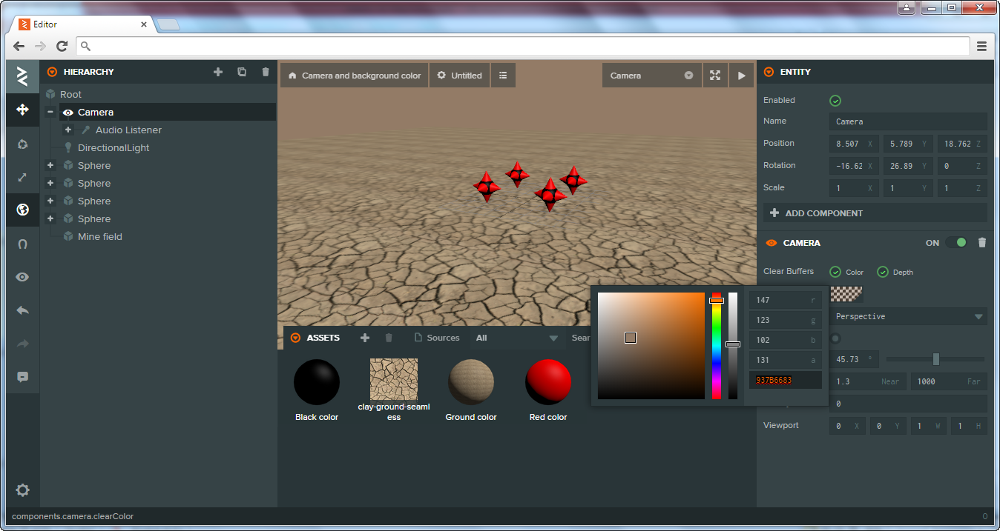 Editor
HIERARCHY
Root
Camera
Audio Listener
DirectionalLight
Sphere
Sphere
Sphere
Sphere
Mine field
Camera and background color
Untitled
Camera
ASSETS
Sources
All
Sear
Black color
clay-ground-seaml
ess
Ground color
Red color
147 r
123 g
102 b
131 a
937B6683
ENTITY
Enabled
Name Camera
Position 8.507 X 5.789 Y 18.762 Z
Rotation -16.62 X 26.89 Y 0 Z
Scale 1 X 1 Y 1 Z
ADD COMPONENT
CAMERA ON
Clear Buffers Color Depth
Perspective
45.73 °
1.3 Near 1000 Far
0
Viewport 0 X 0 Y 1 W 1 H
components.camera.clearColor 0